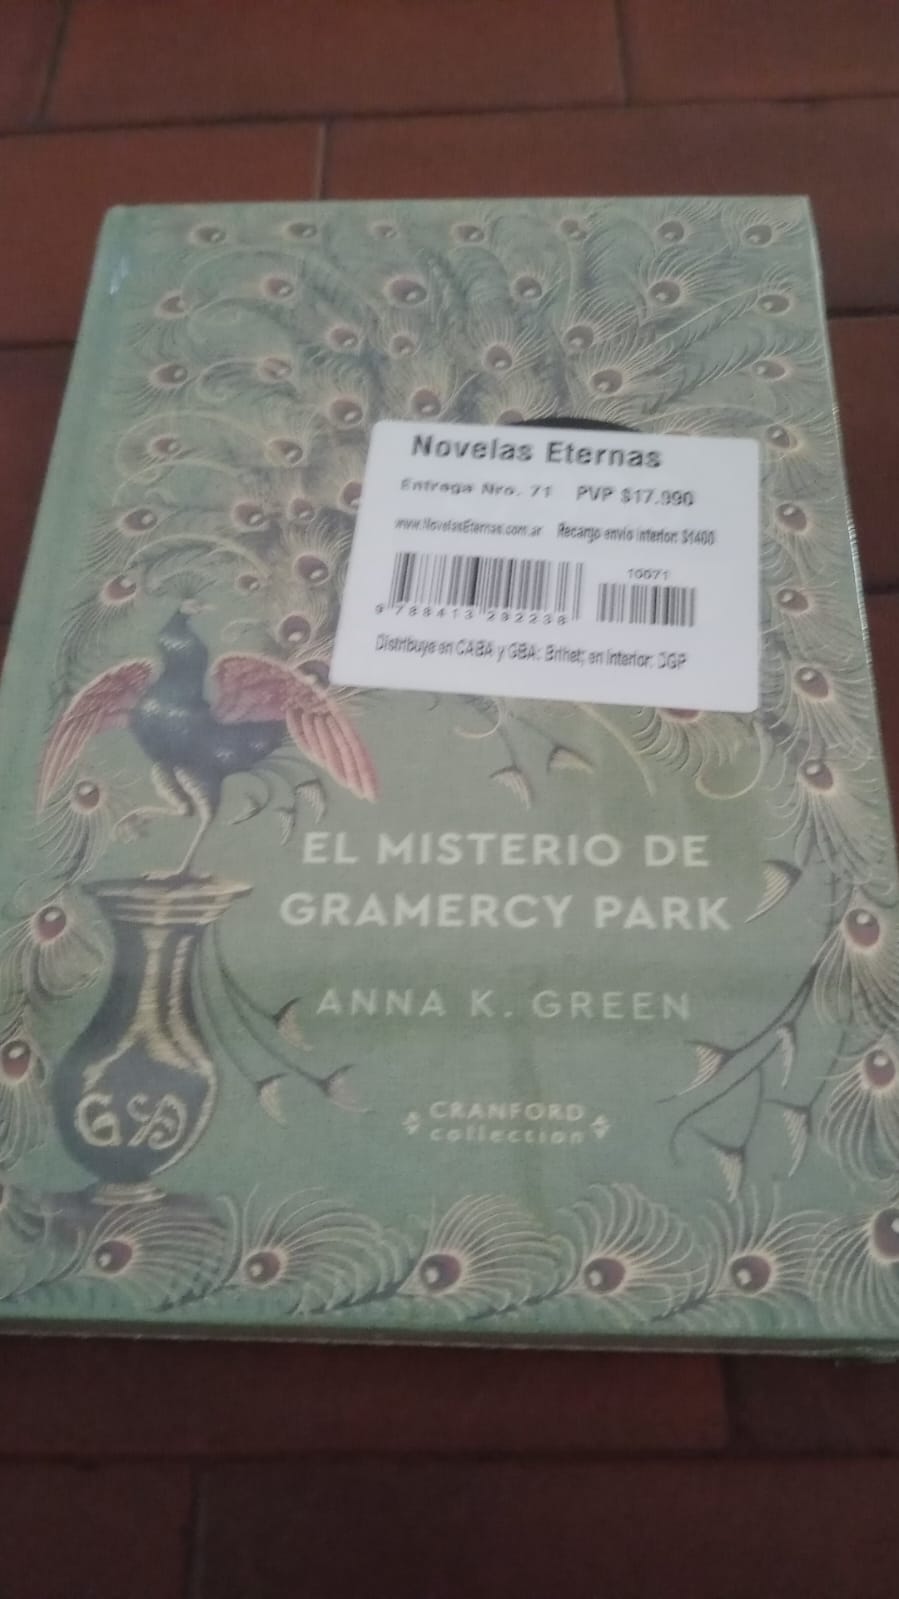 Novelas Eternas
Entrega Nro. 71 PVP $17.990
www.NovelasEternas.com.ar Recargo envío interior: $1400
10071
9 788413 292236
Distribuye en CABA y GBA: Brihet; en Interior: DGP
EL MISTERIO DE
GRAMERCY PARK
ANNA K. GREEN
CRANFORD
collection